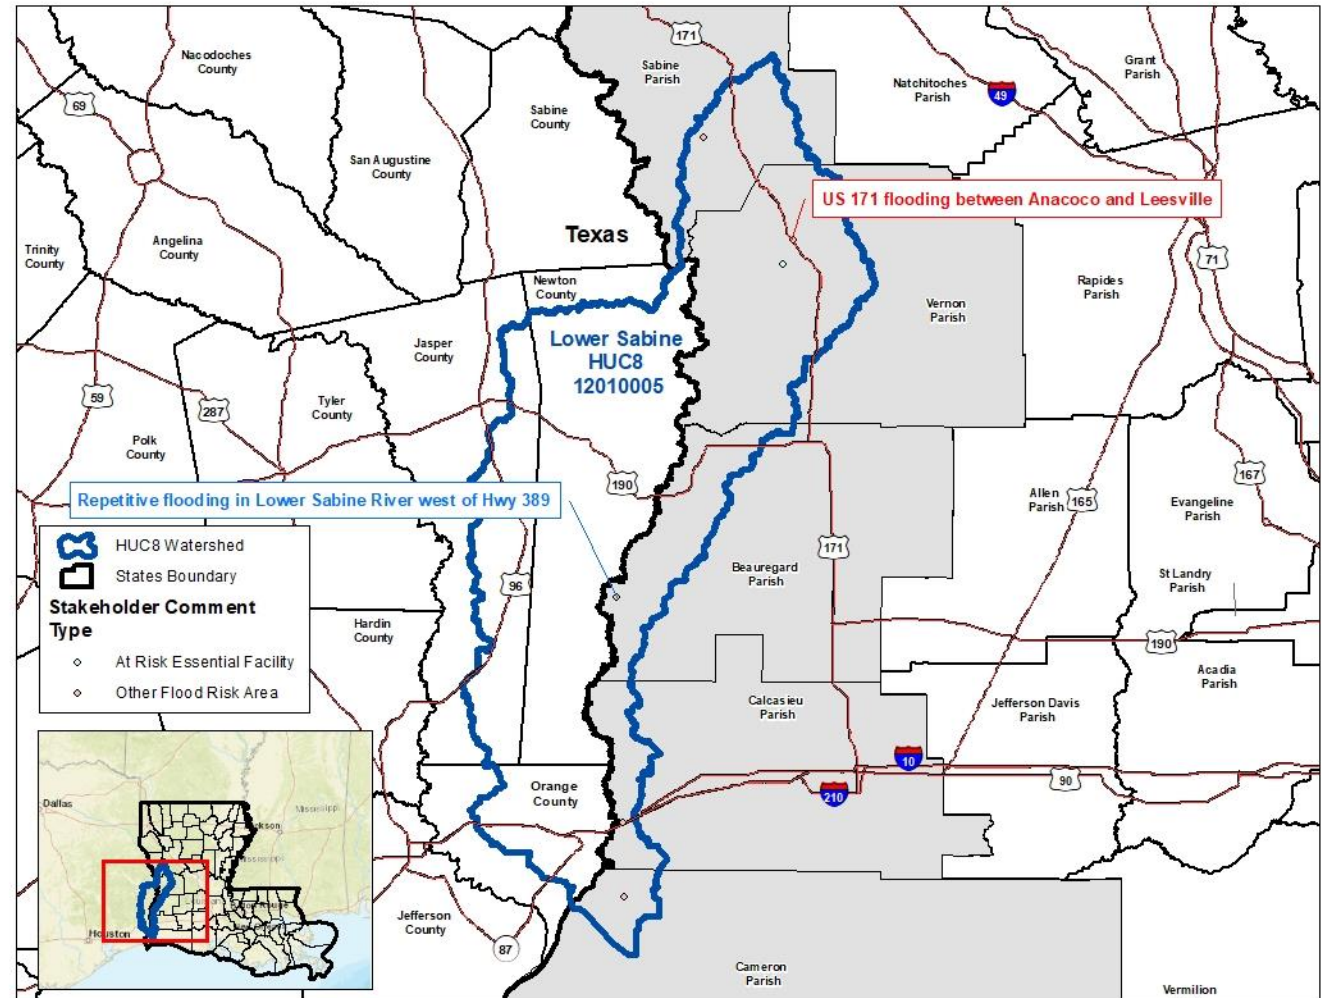 171
Sabine
Parish
Nacodoches
County
Grant
Parish
Natchitoches
Parish
49
69
Sabine
County
San Augustine
County
US 171 flooding between Anacoco and Leesville
Texas
Trinity
County
Angelina
County
71
Newton
County
Rapides
Parish
Vernon
Parish
Lower Sabine
HUC8
12010005
Jasper
County
59
287
Tyler
County
Polk
County
190
167
Repetitive flooding in Lower Sabine River west of Hwy 389
Allen
Parish
165
Evangeline
Parish
HUC8 Watershed
States Boundary
Stakeholder Comment
Type
At Risk Essential Facility
Other Flood Risk Area
171
96
Beauregard
Parish
St Landry
Parish
Hardin
County
190
Acadia
Parish
Calcasieu
Parish
Jefferson Davis
Parish
10
90
210
Orange
County
Dallas
Mississippi
Houston
Jefferson
County
87
Cameron
Parish
Vermilion